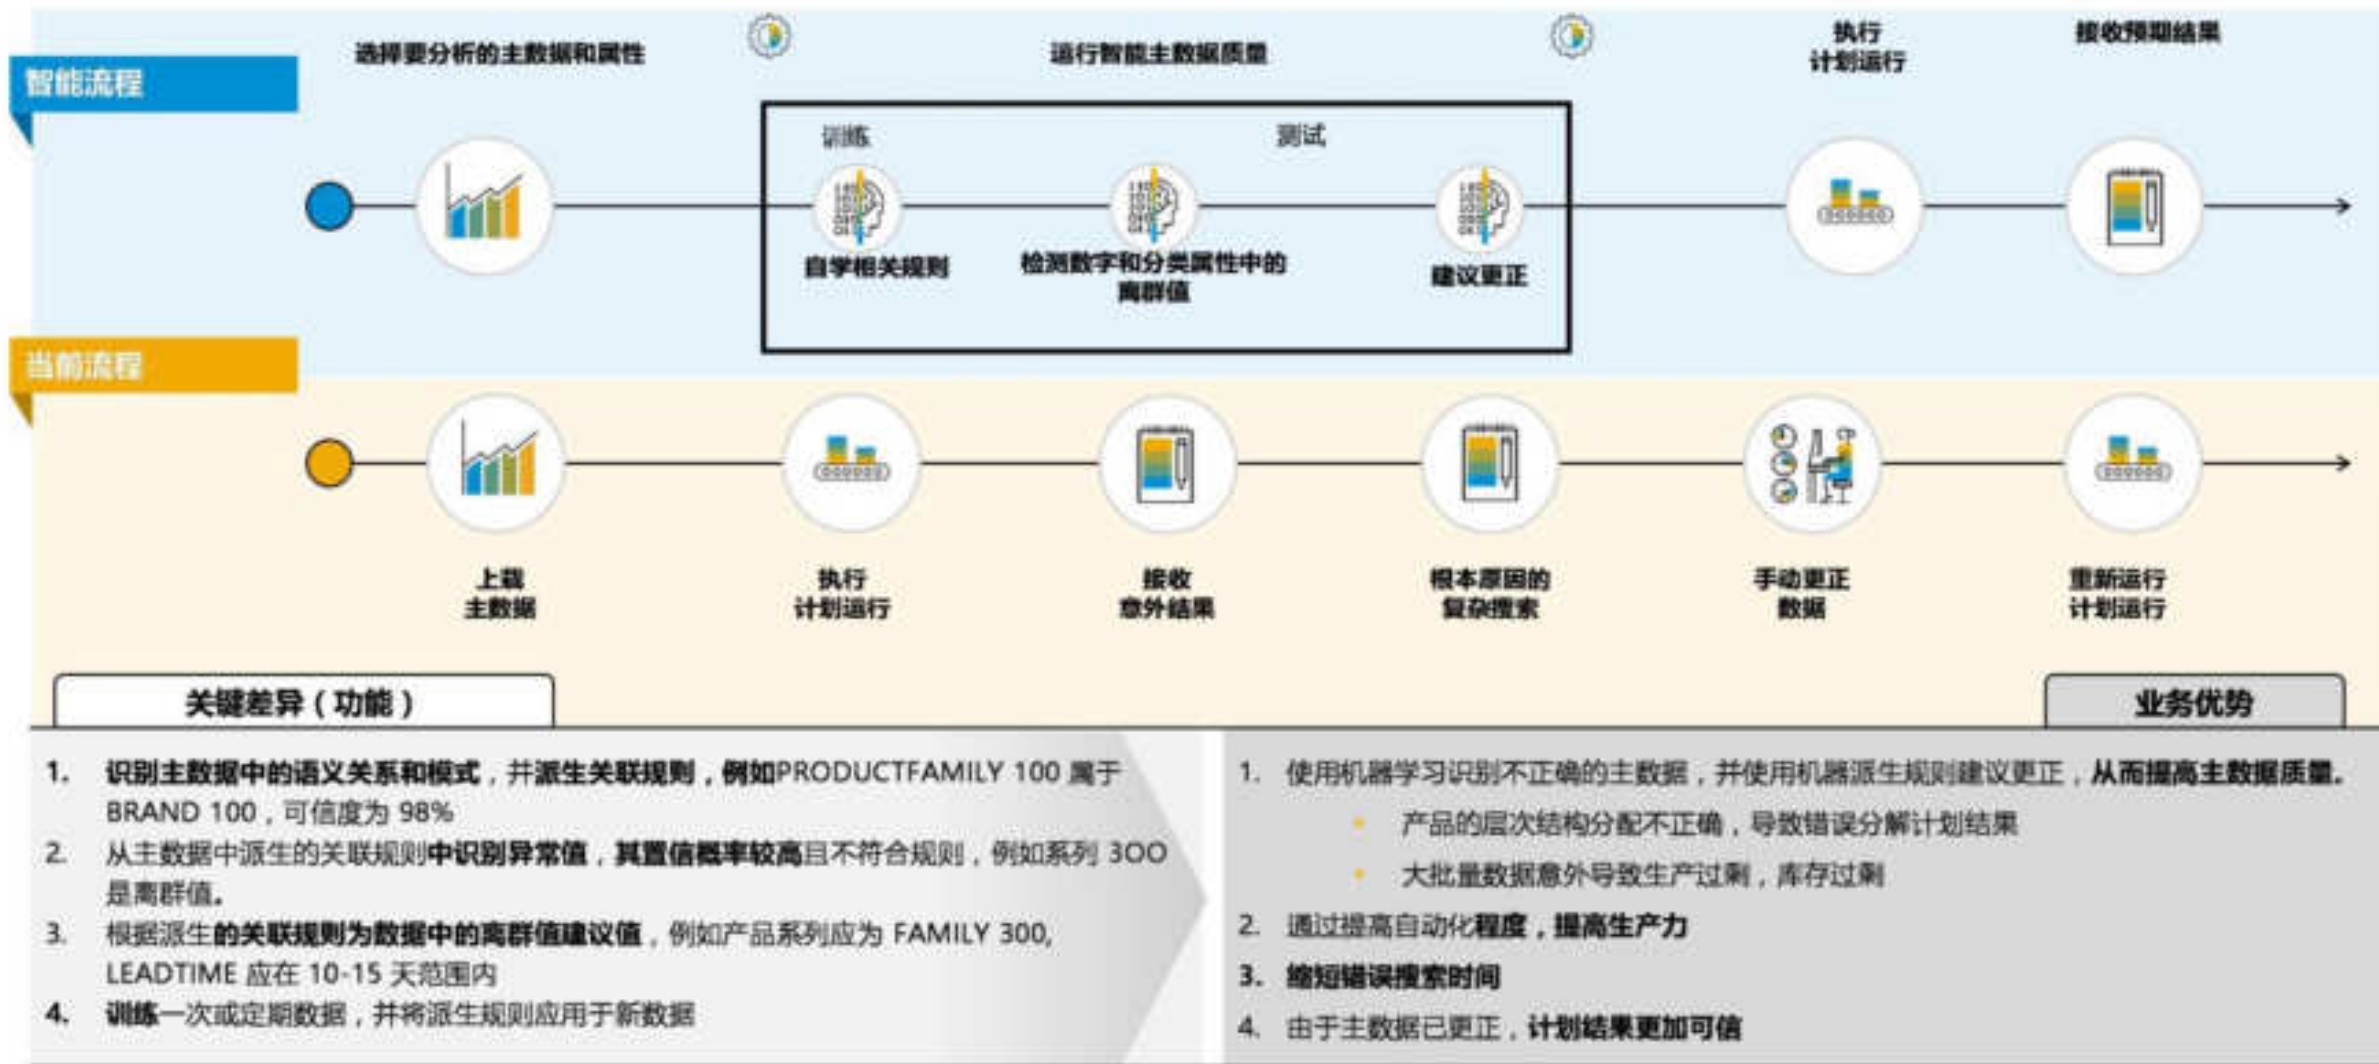 智能流程
选择要分析的主数据和属性
运行智能主数据质量
执行
计划运行
接收预期结果
训练
测试
自学相关规则
检测数字和分类属性中的
离群值
建议更正
当前流程
上载
主数据
执行
计划运行
接收
意外结果
根本原因的
复杂搜索
手动更正
数据
重新运行
计划运行
关键差异（功能）
1. 识别主数据中的语义关系和模式，并派生关联规则，例如PRODUCTFAMILY 100 属于
BRAND 100，可信度为 98%
2. 从主数据中派生的关联规则中识别异常值，其置信概率较高且不符合规则，例如系列 3OO
是离群值。
3. 根据派生的关联规则为数据中的离群值建议值，例如产品系列应为 FAMILY 300,
LEADTIME 应在 10-15 天范围内
4. 训练一次或定期数据，并将派生规则应用于新数据
业务优势
1. 使用机器学习识别不正确的主数据，并使用机器派生规则建议更正，从而提高主数据质量。
• 产品的层次结构分配不正确，导致错误分解计划结果
• 大批量数据意外导致生产过剩，库存过剩
2. 通过提高自动化程度，提高生产力
3. 缩短错误搜索时间
4. 由于主数据已更正，计划结果更加可信